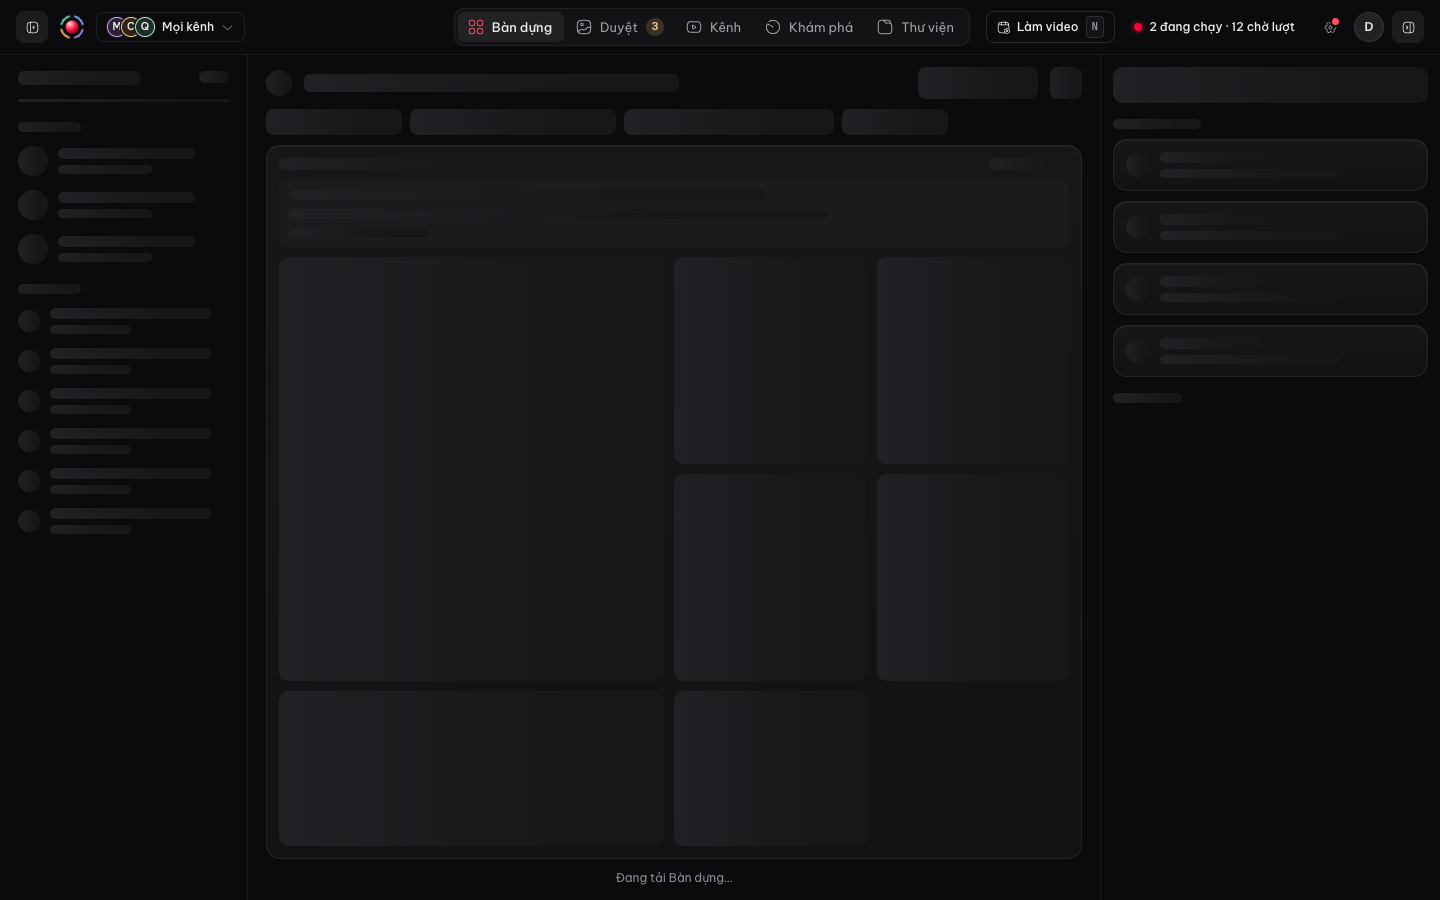 M C Q Mọi kênh Bàn dựng Duyệt 3 Kênh Khám phá Thư viện Làm video N 2 đang chạy · 12 chờ lượt D
Đang tải Bàn dựng...